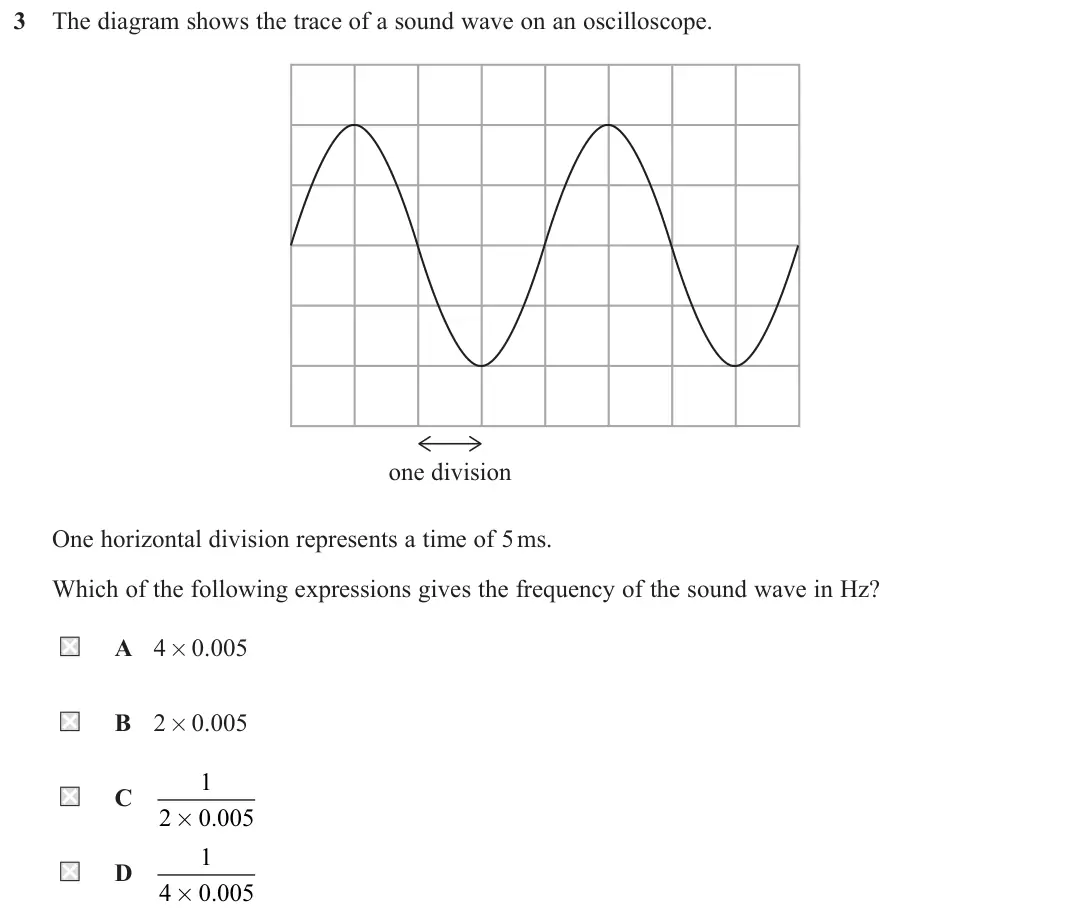 3 The diagram shows the trace of a sound wave on an oscilloscope.
one division
One horizontal division represents a time of 5 ms.
Which of the following expressions gives the frequency of the sound wave in Hz?
A 4 × 0.005
B 2 × 0.005
C 1
2 × 0.005
D 1
4 × 0.005